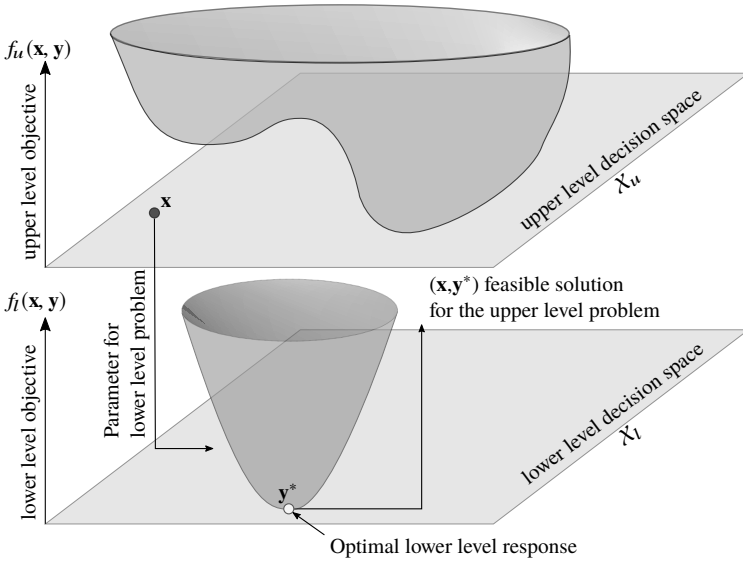 f_u(x, y)
upper level objective
x
upper level decision space
X_u
f_l(x, y)
lower level objective
Parameter for
lower level problem
(x,y*) feasible solution
for the upper level problem
lower level decision space
X_l
y*
Optimal lower level response